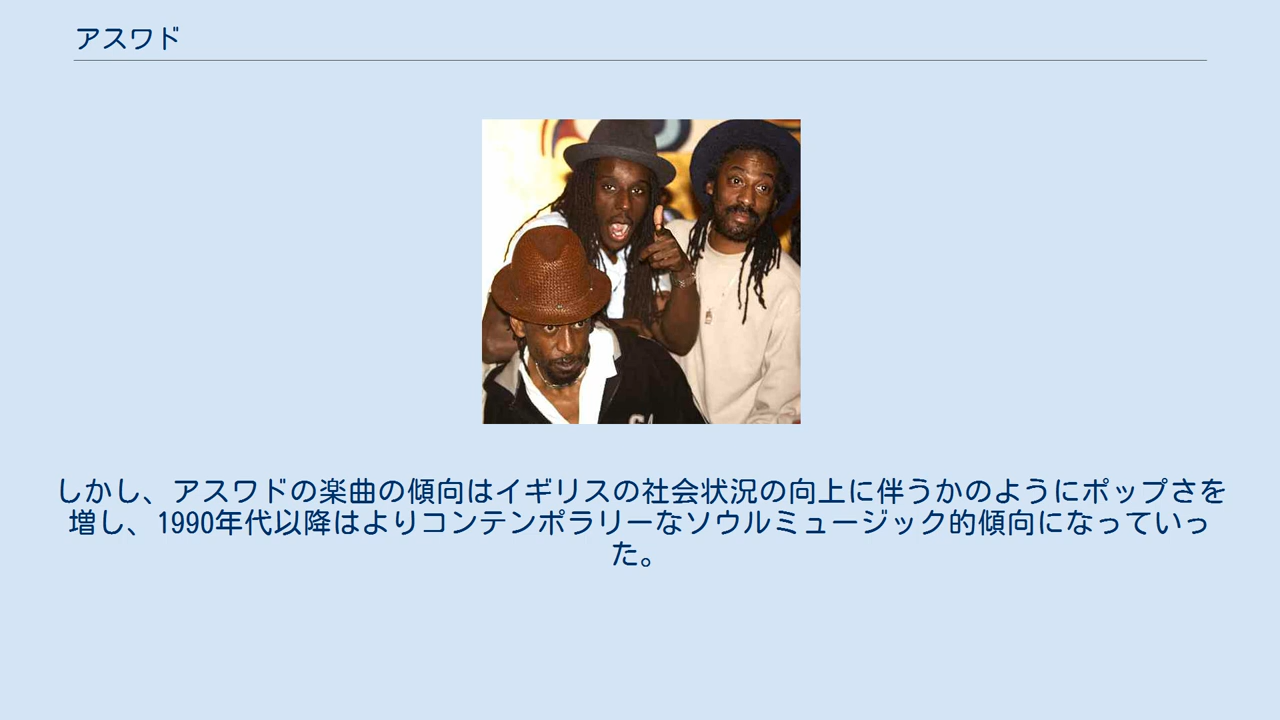 アスワド
しかし、アスワドの楽曲の傾向はイギリスの社会状況の向上に伴うかのようにポップさを
増し、1990年代以降はよりコンテンポラリーなソウルミュージック的傾向になっていっ
た。